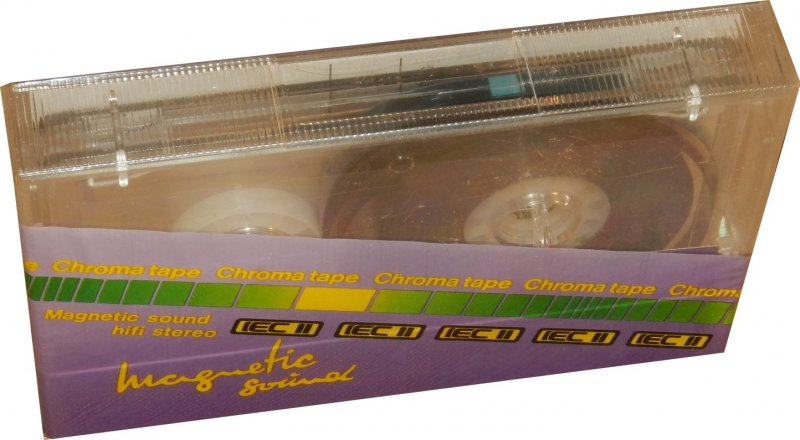 e Chroma tape Chroma tape Chroma tape Chroma tape Chroma
Magnetic sound
hifi stereo
IEC II IEC II IEC II IEC II IEC II
magnetic
sound